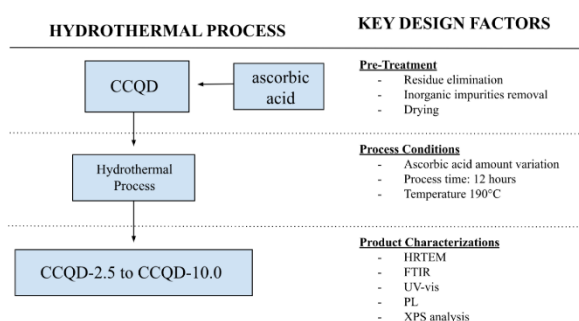 HYDROTHERMAL PROCESS
KEY DESIGN FACTORS
CCQD
ascorbic
acid
Pre-Treatment
- Residue elimination
- Inorganic impurities removal
- Drying
Hydrothermal
Process
Process Conditions
- Ascorbic acid amount variation
- Process time: 12 hours
- Temperature 190°C
CCQD-2.5 to CCQD-10.0
Product Characterizations
- HRTEM
- FTIR
- UV-vis
- PL
- XPS analysis